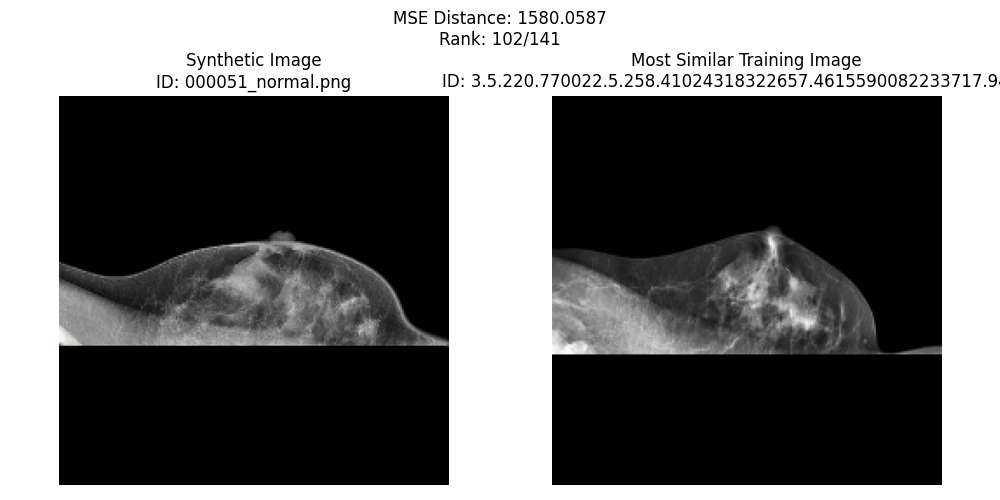 MSE Distance: 1580.0587
Rank: 102/141
Synthetic Image
ID: 000051_normal.png
Most Similar Training Image
ID: 3.5.220.770022.5.258.41024318322657.4615590082233717.94